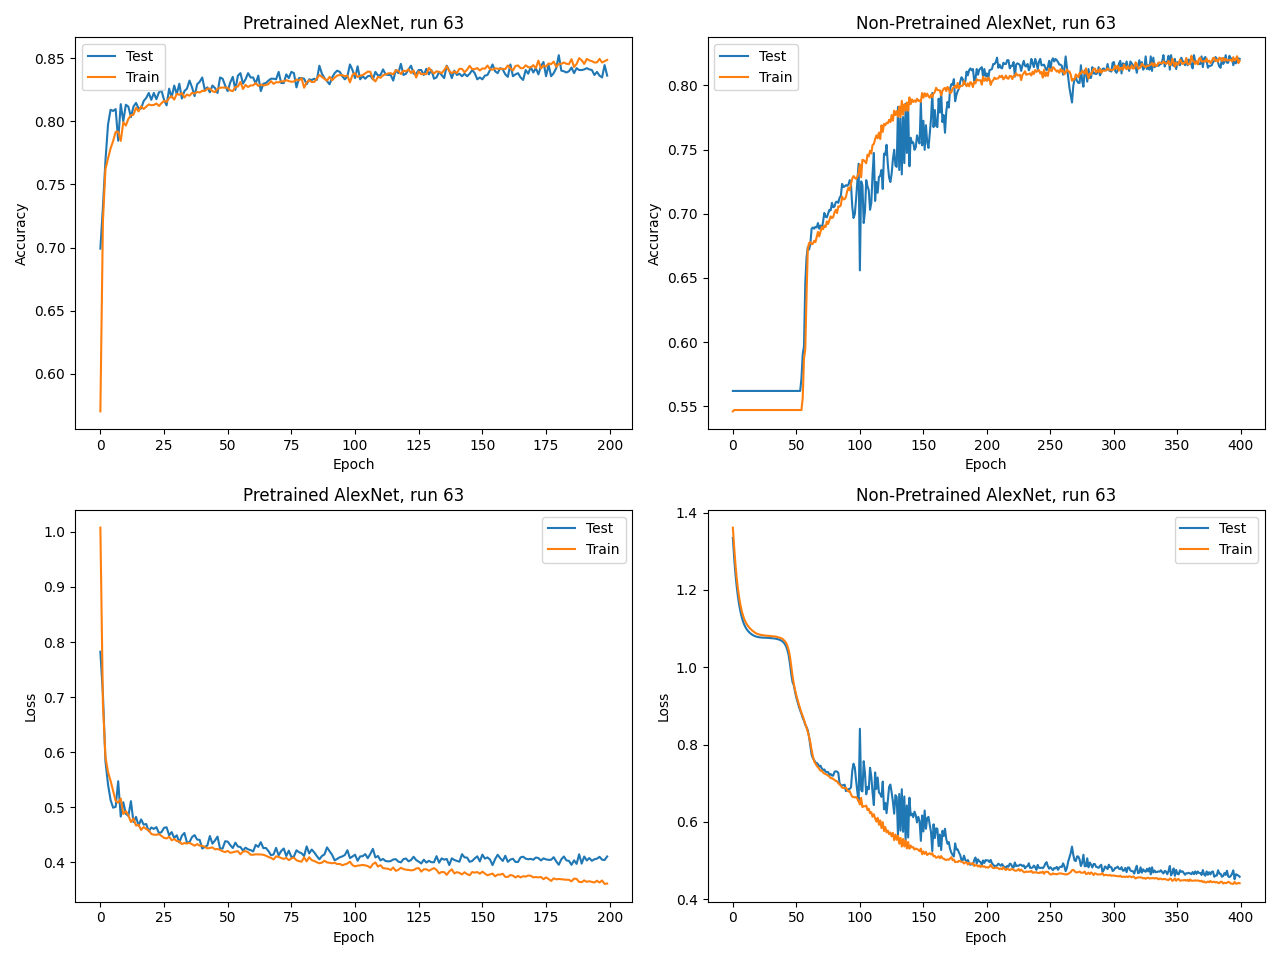 Pretrained AlexNet, run 63
Test
Train
0.85
0.80
0.75
0.70
0.65
0.60
Accuracy
0 25 50 75 100 125 150 175 200
Epoch
Non-Pretrained AlexNet, run 63
Test
Train
0.80
0.75
0.70
0.65
0.60
0.55
Accuracy
0 50 100 150 200 250 300 350 400
Epoch
Pretrained AlexNet, run 63
Test
Train
1.0
0.9
0.8
0.7
0.6
0.5
0.4
Loss
0 25 50 75 100 125 150 175 200
Epoch
Non-Pretrained AlexNet, run 63
Test
Train
1.4
1.2
1.0
0.8
0.6
0.4
Loss
0 50 100 150 200 250 300 350 400
Epoch